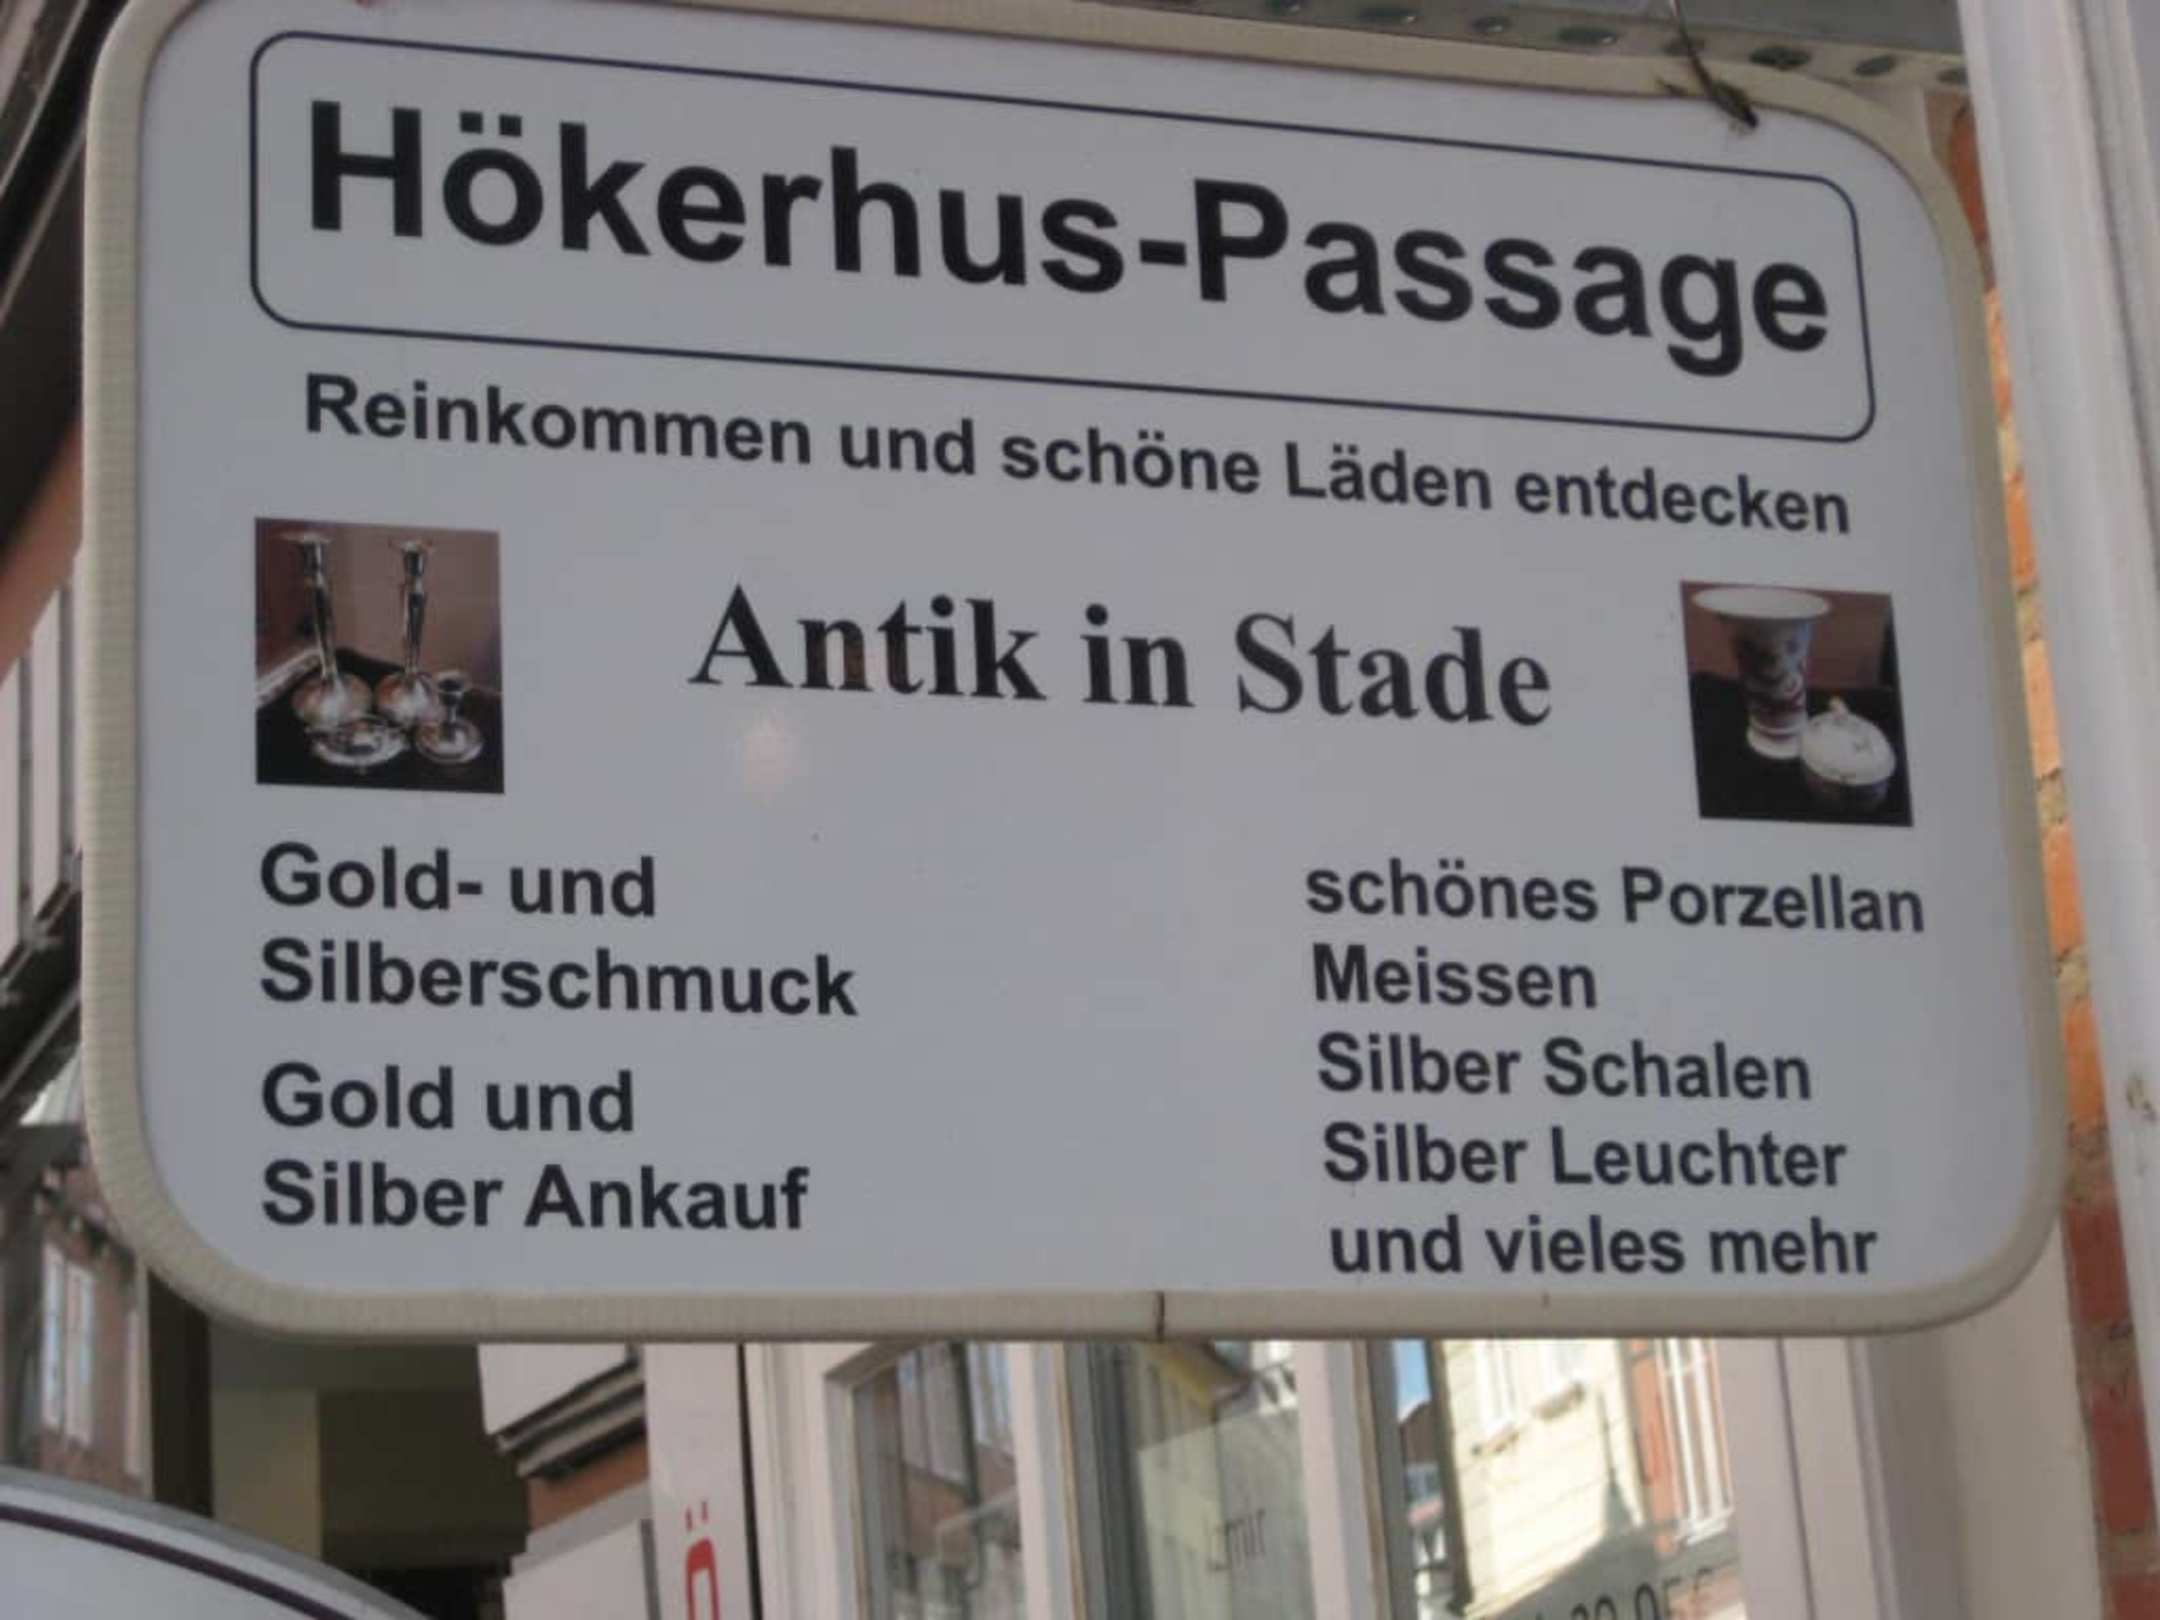 Hökerhus-Passage
Reinkommen und schöne Läden entdecken
Antik in Stade
Gold- und
Silberschmuck
Gold und
Silber Ankauf
schönes Porzellan
Meissen
Silber Schalen
Silber Leuchter
und vieles mehr